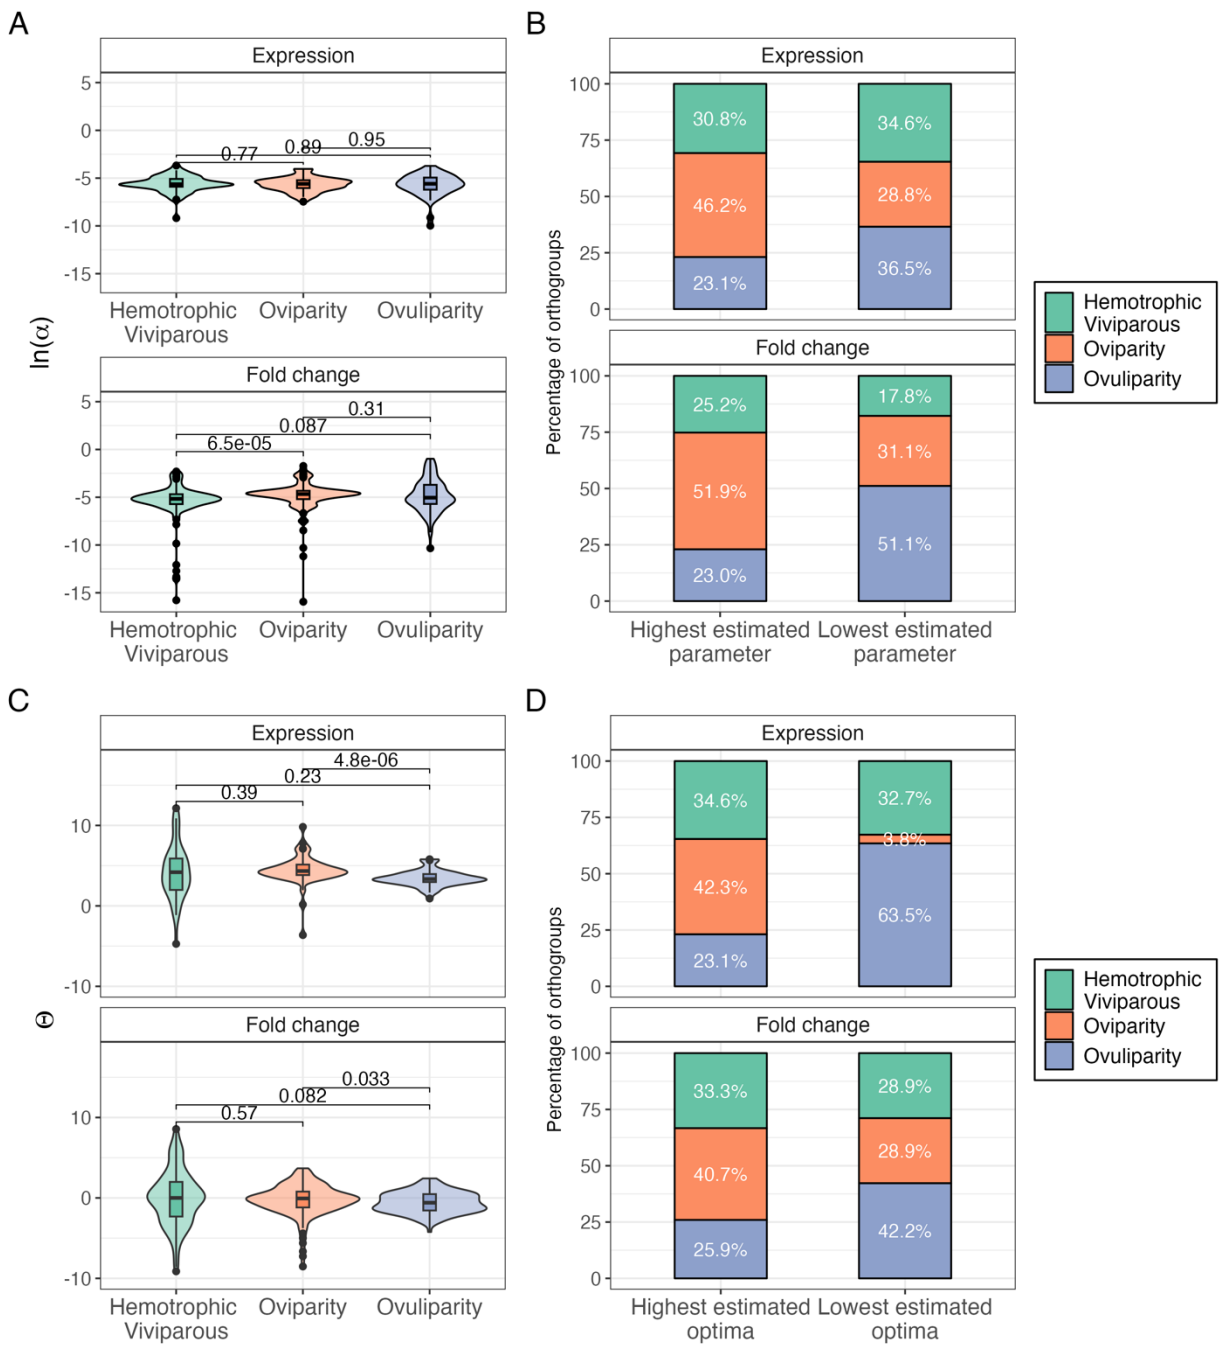 A
Expression
5
0
-5
-10
-15
0.77
0.89
0.95
Hemotrophic
Viviparous
Oviparity
Ovuliparity
ln(α)
Fold change
5
0
-5
-10
-15
6.5e-05
0.087
0.31
Hemotrophic
Viviparous
Oviparity
Ovuliparity
B
Expression
100
75
50
25
0
30.8%
46.2%
23.1%
34.6%
28.8%
36.5%
Percentage of orthogroups
Fold change
100
75
50
25
0
25.2%
51.9%
23.0%
17.8%
31.1%
51.1%
Highest estimated
parameter
Lowest estimated
parameter
Hemotrophic
Viviparous
Oviparity
Ovuliparity
C
Expression
10
0
-10
0.39
0.23
4.8e-06
Θ
Fold change
10
0
-10
0.57
0.082
0.033
Hemotrophic
Viviparous
Oviparity
Ovuliparity
D
Expression
100
75
50
25
0
34.6%
42.3%
23.1%
32.7%
3.8%
63.5%
Percentage of orthogroups
Fold change
100
75
50
25
0
33.3%
40.7%
25.9%
28.9%
28.9%
42.2%
Highest estimated
optima
Lowest estimated
optima
Hemotrophic
Viviparous
Oviparity
Ovuliparity